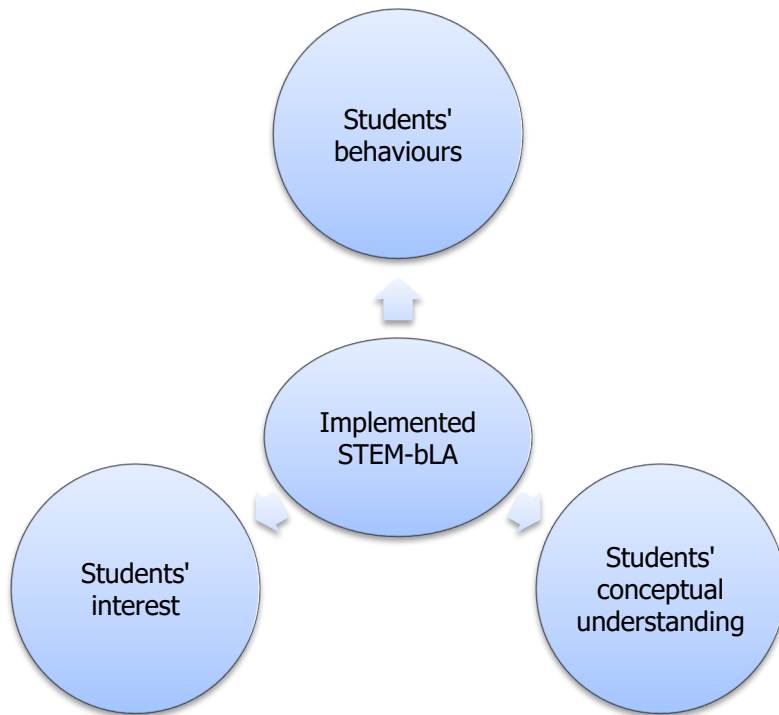 Students'
behaviours
Implemented
STEM-bLA
Students'
interest
Students'
conceptual
understanding